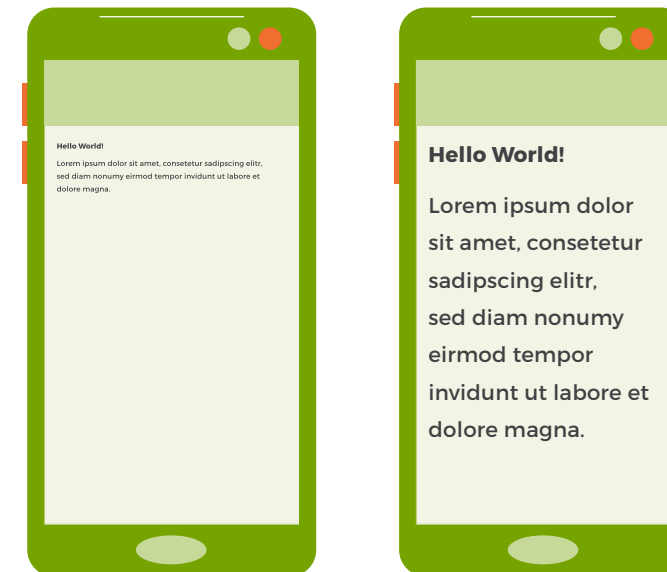 Hello World!
Lorem ipsum dolor sit amet, consetetur sadipscing elitr,
sed diam nonumy eirmod tempor invidunt ut labore et
dolore magna.
Hello World!
Lorem ipsum dolor
sit amet, consetetur
sadipscing elitr,
sed diam nonumy
eirmod tempor
invidunt ut labore et
dolore magna.